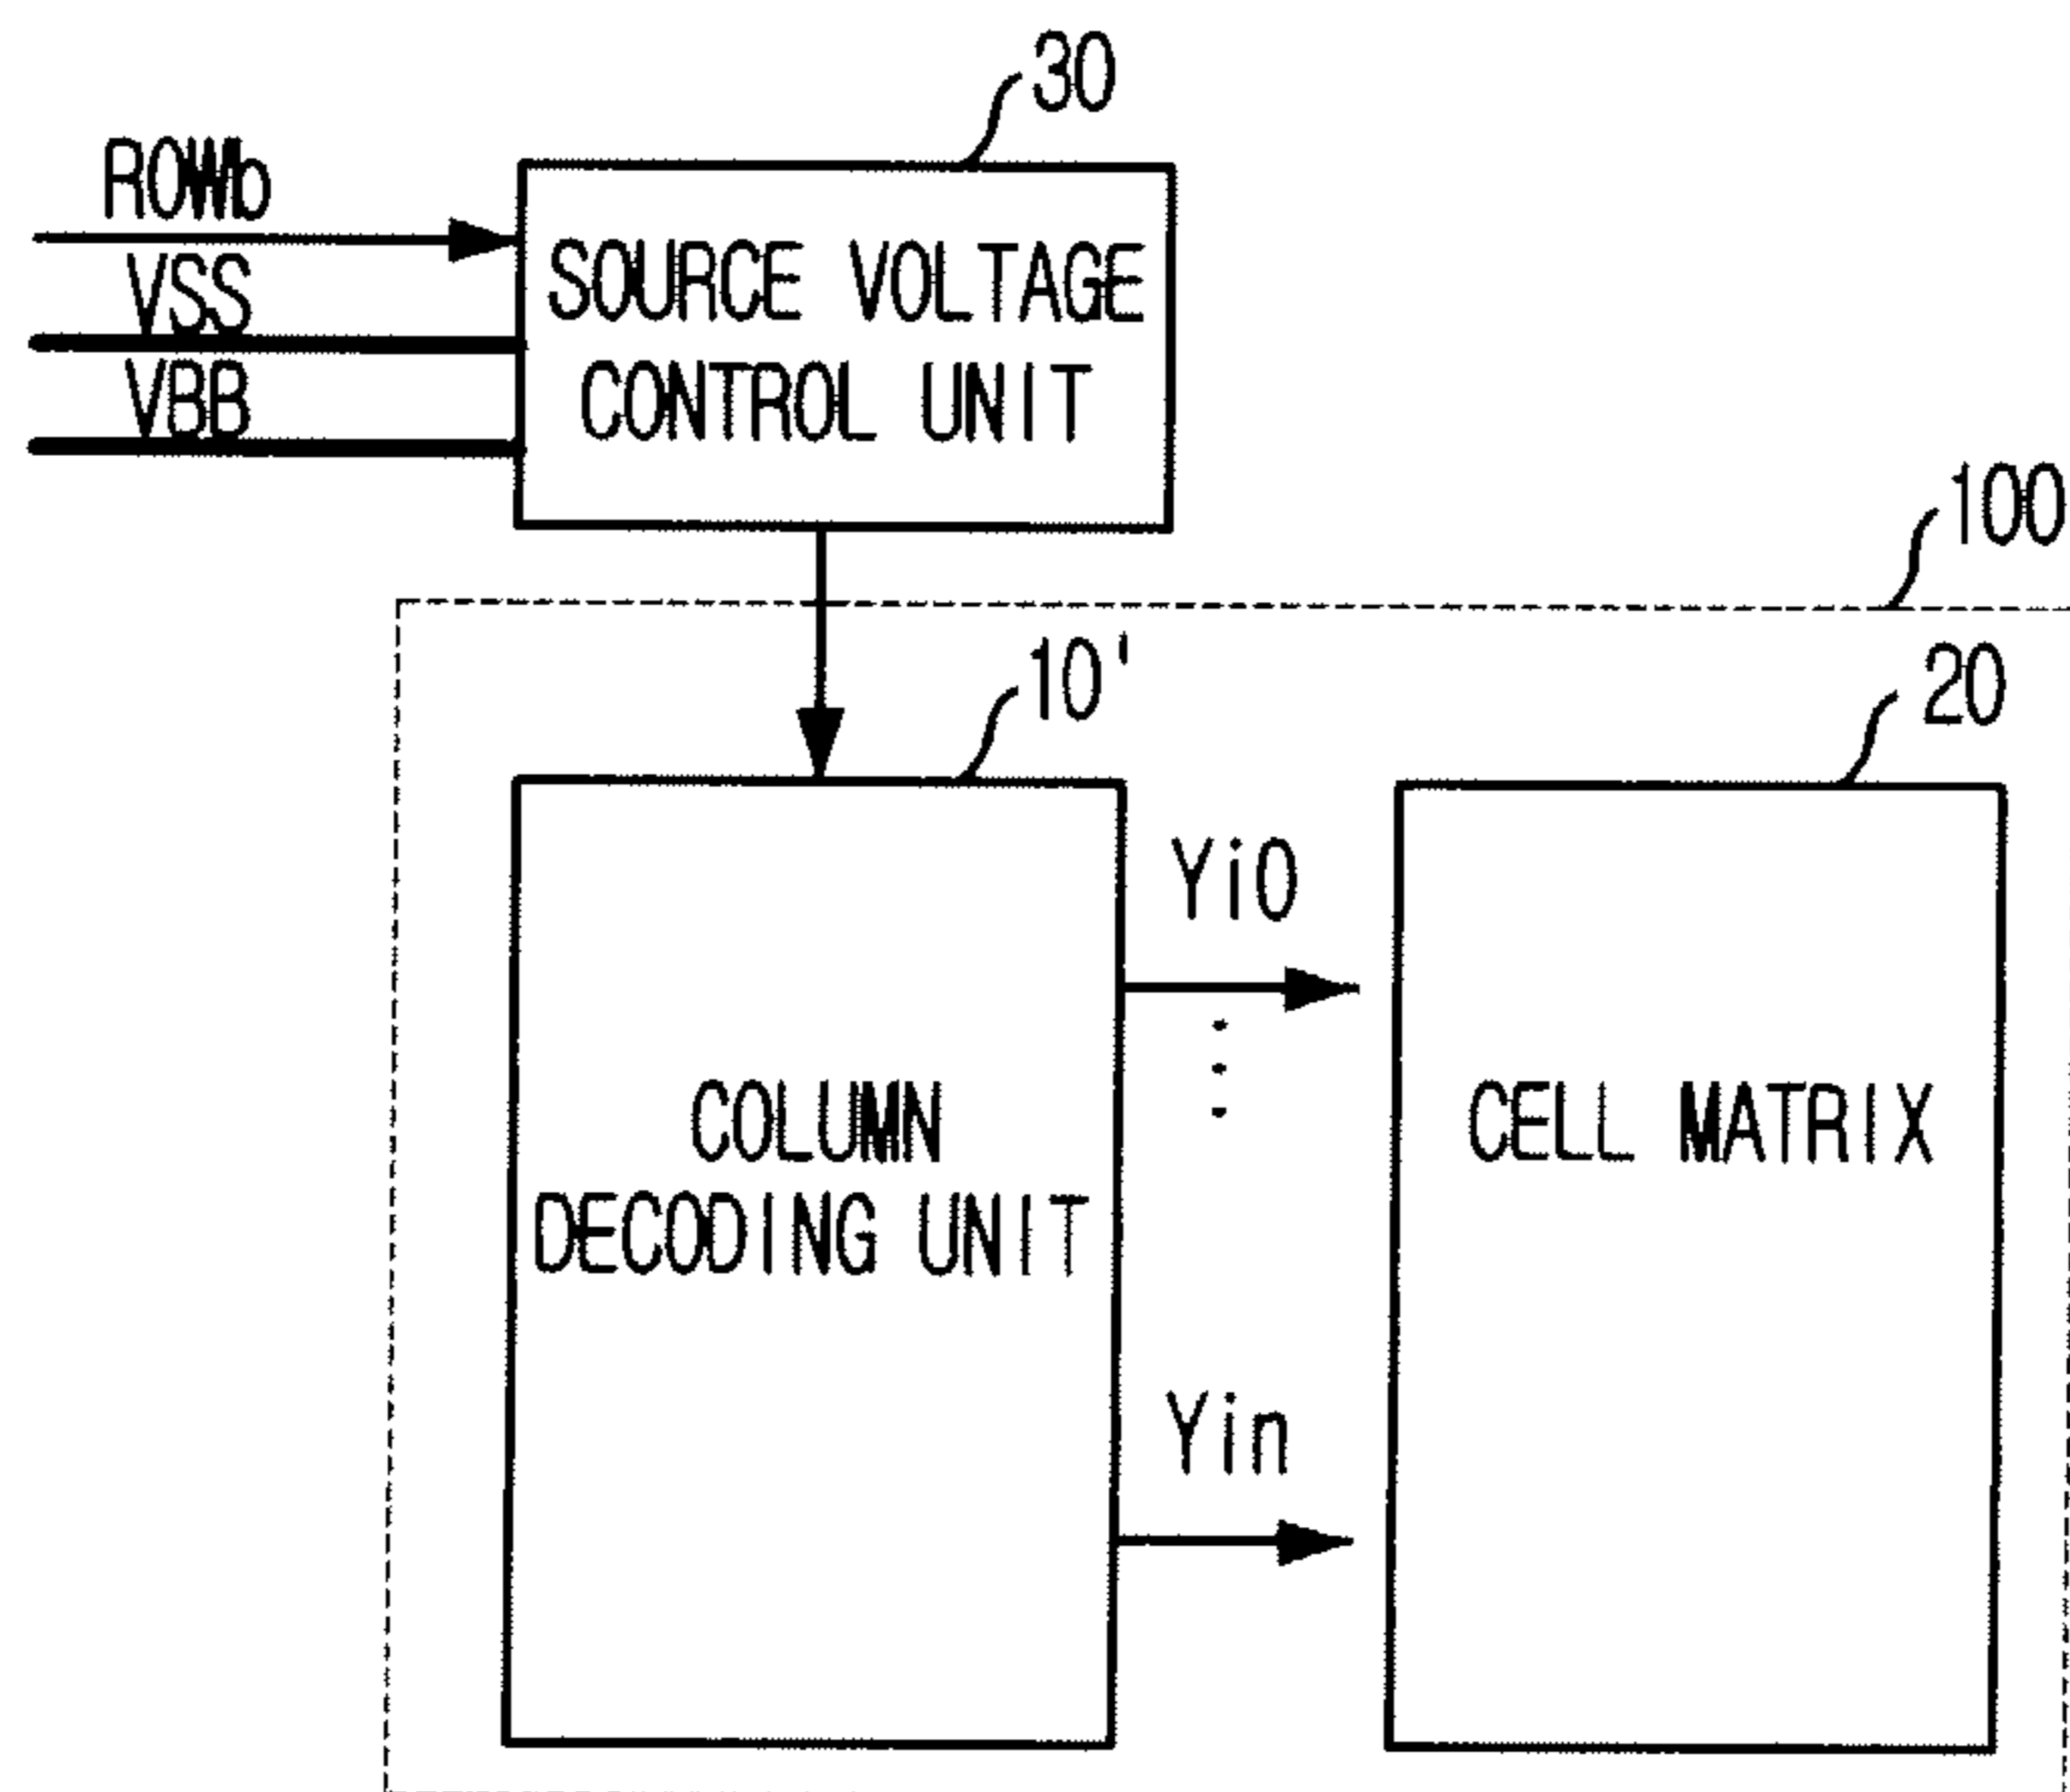 30
ROWb
VSS
VBB
SOURCE VOLTAGE
CONTROL UNIT
100
10'
20
Yi0
COLUMN
DECODING UNIT
CELL MATRIX
Yin